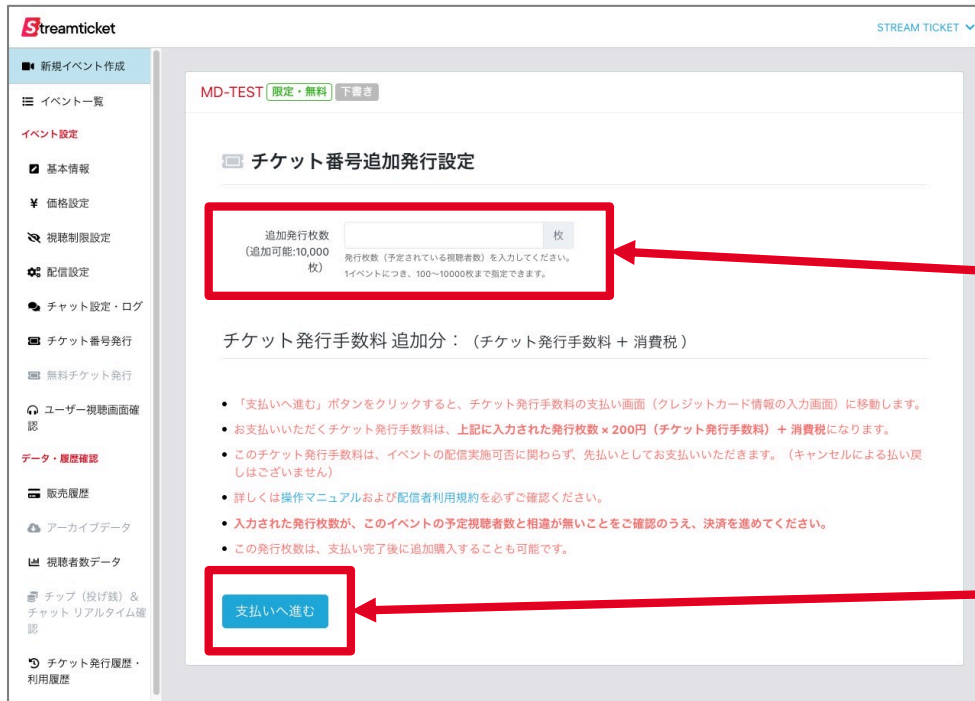 Streamticket
STREAM TICKET
新規イベント作成
イベント一覧
イベント設定
基本情報
価格設定
視聴制限設定
配信設定
チャット設定・ログ
チケット番号発行
無料チケット発行
ユーザー視聴画面確
認
データ・履歴確認
販売履歴
アーカイブデータ
視聴者数データ
チップ（投げ銭）&
チャット リアルタイム確
認
チケット発行履歴・
利用履歴
MD-TEST 限定・無料 下書き
チケット番号追加発行設定
追加発行枚数
(追加可能:10,000
枚)
枚
発行枚数（予定されている視聴者数）を入力してください。
1イベントにつき、100〜10000枚まで指定できます。
チケット発行手数料 追加分：（チケット発行手数料 + 消費税 ）
• 「支払いへ進む」ボタンをクリックすると、チケット発行手数料の支払い画面（クレジットカード情報の入力画面）に移動します。
• お支払いいただくチケット発行手数料は、上記に入力された発行枚数 × 200円（チケット発行手数料）＋ 消費税になります。
• このチケット発行手数料は、イベントの配信実施可否に関わらず、先払いとしてお支払いいただきます。（キャンセルによる払い戻
しはございません）
• 詳しくは操作マニュアルおよび配信者利用規約を必ずご確認ください。
• 入力された発行枚数が、このイベントの予定視聴者数と相違が無いことをご確認のうえ、決済を進めてください。
• この発行枚数は、支払い完了後に追加購入することも可能です。
支払いへ進む